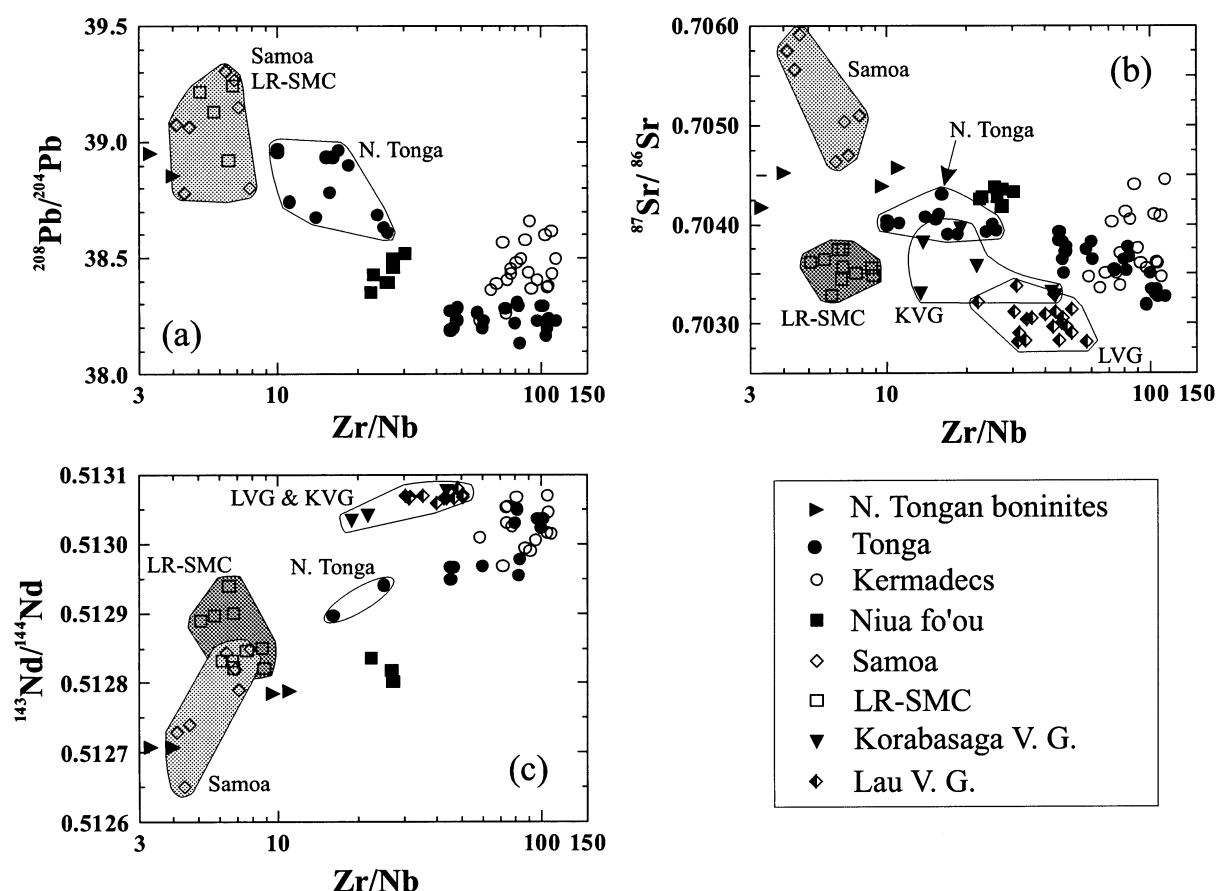 39.5
39.0
38.5
38.0
208Pb/204Pb
Samoa
LR-SMC
N. Tonga
(a)
3
10
100
150
Zr/Nb
0.7060
0.7050
0.7040
0.7030
87Sr/ 86Sr
Samoa
(b)
N. Tonga
LR-SMC
KVG
LVG
3
10
100
150
Zr/Nb
0.5131
0.5130
0.5129
0.5128
0.5127
0.5126
143Nd/144Nd
LVG & KVG
LR-SMC
N. Tonga
Samoa
(c)
3
10
100
150
Zr/Nb
N. Tongan boninites
Tonga
Kermadecs
Niua fo'ou
Samoa
LR-SMC
Korabasaga V. G.
Lau V. G.